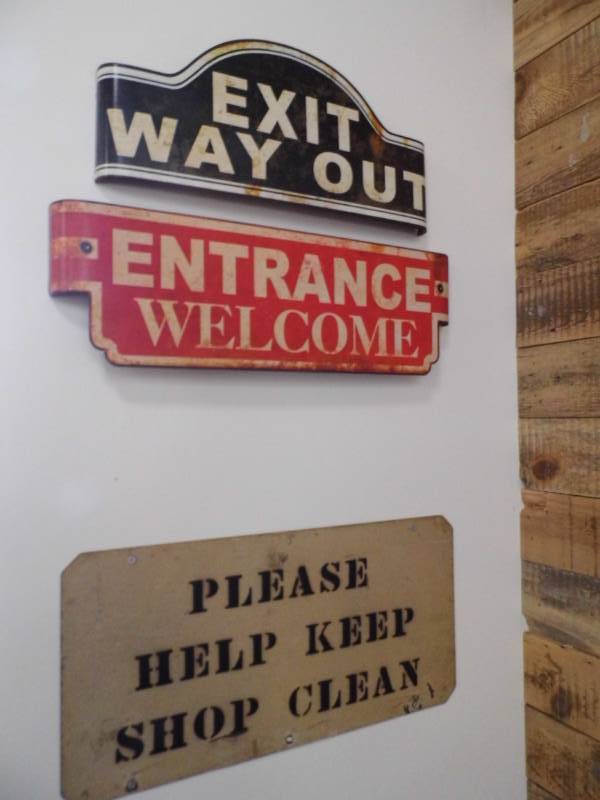 EXIT
WAY OUT
ENTRANCE
WELCOME
PLEASE
HELP KEEP
SHOP CLEAN